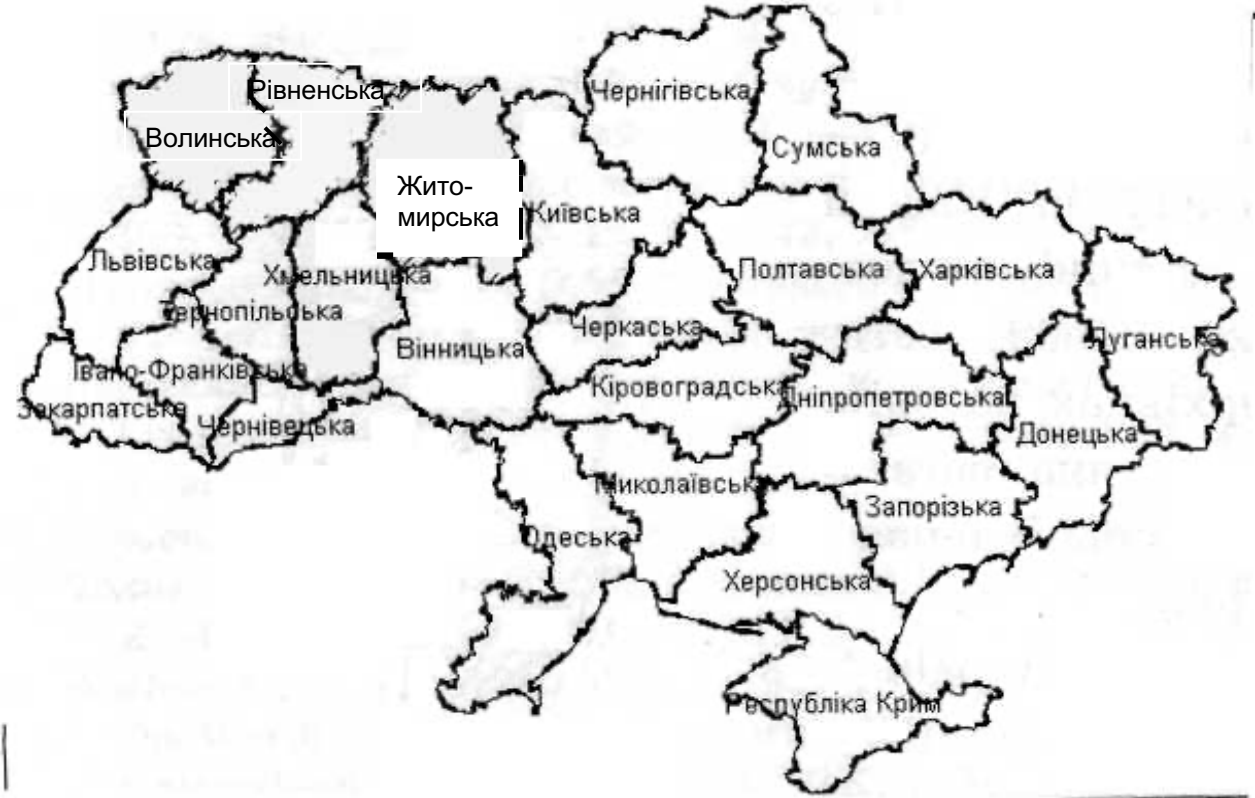 Рівненська
Чернігівська
Волинська
Сумська
Жито-
мирська
Київська
Львівська
Хмельницька
Полтавська
Харківська
Тернопільська
Черкаська
Вінницька
Луганська
Івано-Франківська
Кіровоградська
Дніпропетровська
Закарпатська
Чернівецька
Донецька
Миколаївська
Запорізька
Одеська
Херсонська
Республіка Крим